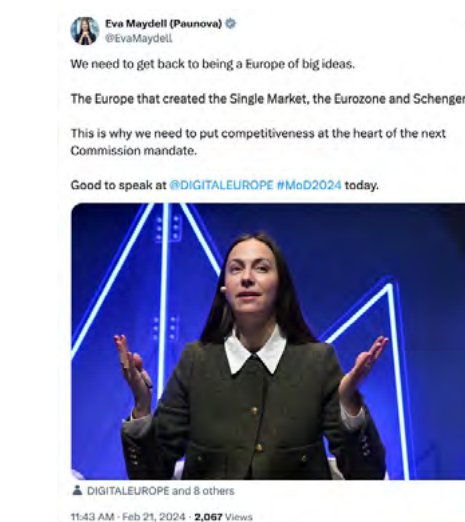 Eva Maydell (Paunova)
@EvaMaydell
We need to get back to being a Europe of big ideas.
The Europe that created the Single Market, the Eurozone and Schengen
This is why we need to put competitiveness at the heart of the next
Commission mandate.
Good to speak at @DIGITALEUROPE #MoD2024 today.
DIGITALEUROPE and 8 others
11:43 AM · Feb 21, 2024 · 2,067 Views